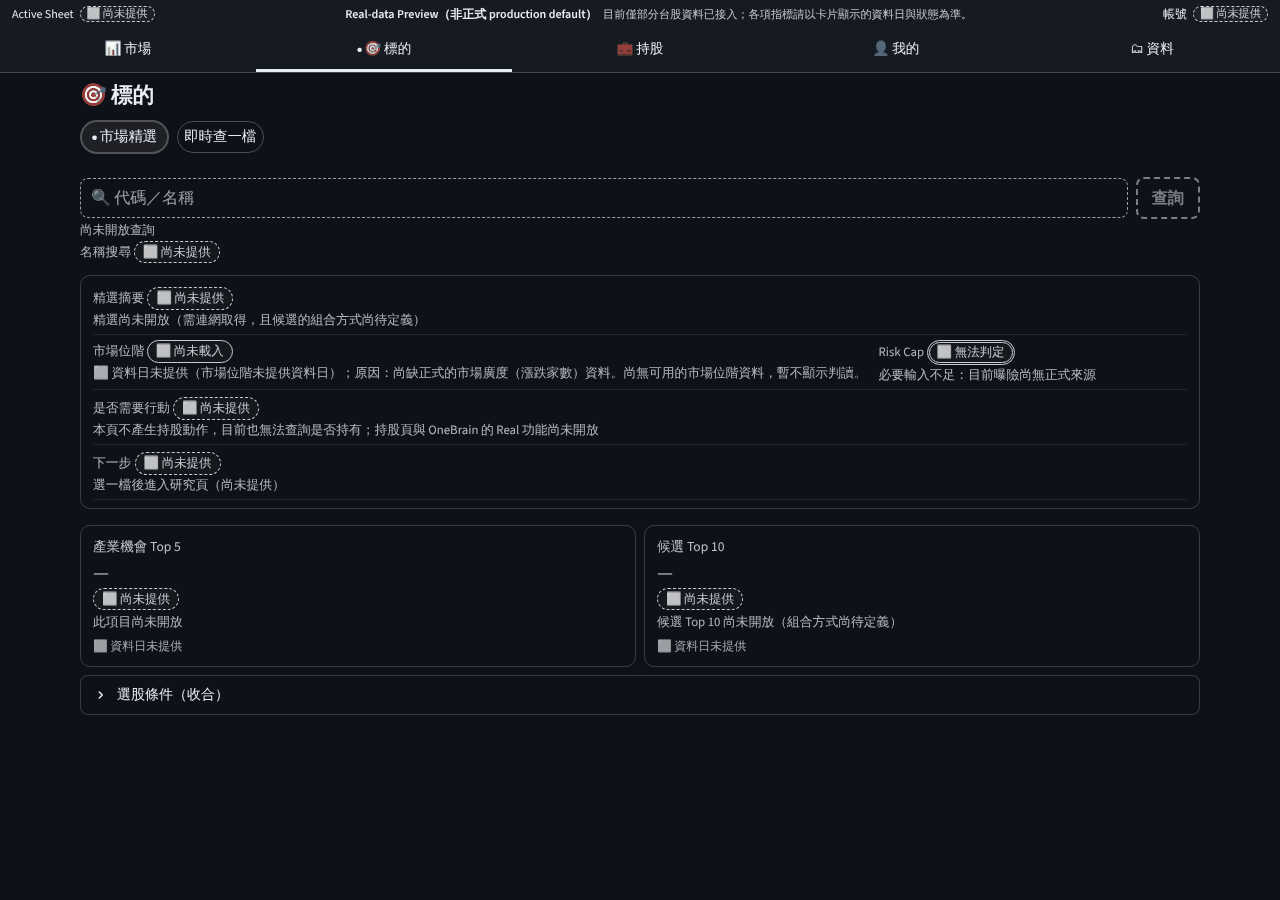 Active Sheet 尚未提供 Real-data Preview（非正式 production default） 目前僅部分台股資料已接入；各項指標請以卡片顯示的資料日與狀態為準。 帳號 尚未提供
市場 標的 持股 我的 資料
標的
市場精選 即時查一檔
代碼／名稱 查詢
尚未開放查詢
名稱搜尋 尚未提供
精選摘要 尚未提供
精選尚未開放（需連網取得，且候選的組合方式尚待定義）
市場位階 尚未載入
資料日未提供（市場位階未提供資料日）；原因：尚缺正式的市場廣度（漲跌家數）資料。尚無可用的市場位階資料，暫不顯示判讀。
Risk Cap 無法判定
必要輸入不足：目前曝險尚無正式來源
是否需要行動 尚未提供
本頁不產生持股動作，目前也無法查詢是否持有；持股頁與 OneBrain 的 Real 功能尚未開放
下一步 尚未提供
選一檔後進入研究頁（尚未提供）
產業機會 Top 5
—
尚未提供
此項目尚未開放
資料日未提供
候選 Top 10
—
尚未提供
候選 Top 10 尚未開放（組合方式尚待定義）
資料日未提供
選股條件（收合）